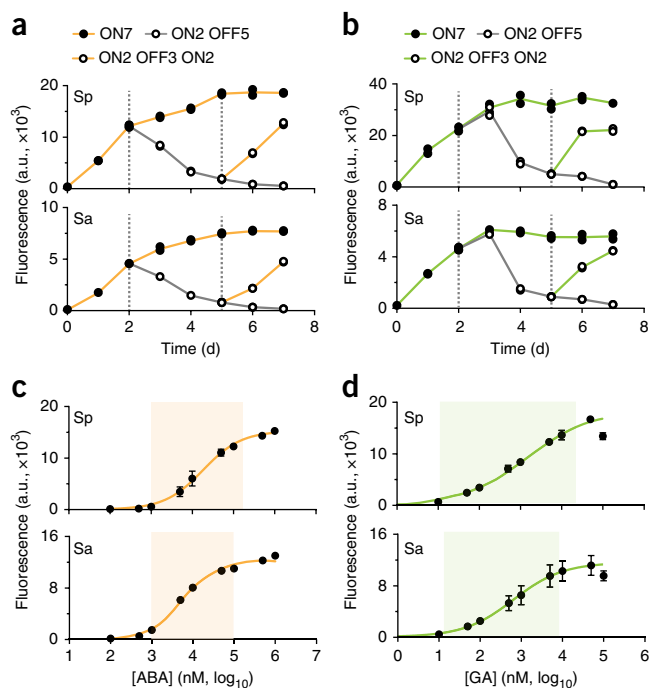 a
ON7 ON2 OFF5
ON2 OFF3 ON2
Fluorescence (a.u., ×10³)
20
Sp
10
0
10
Sa
5
0
0 2 4 6 8
Time (d)
b
ON7 ON2 OFF5
ON2 OFF3 ON2
Fluorescence (a.u., ×10³)
40
Sp
20
0
6
Sa
3
0
0 2 4 6 8
Time (d)
c
Fluorescence (a.u., ×10³)
20
Sp
10
0
16
Sa
8
0
1 2 3 4 5 6 7
[ABA] (nM, log₁₀)
d
Fluorescence (a.u., ×10³)
20
Sp
10
0
16
Sa
8
0
0 1 2 3 4 5 6
[GA] (nM, log₁₀)